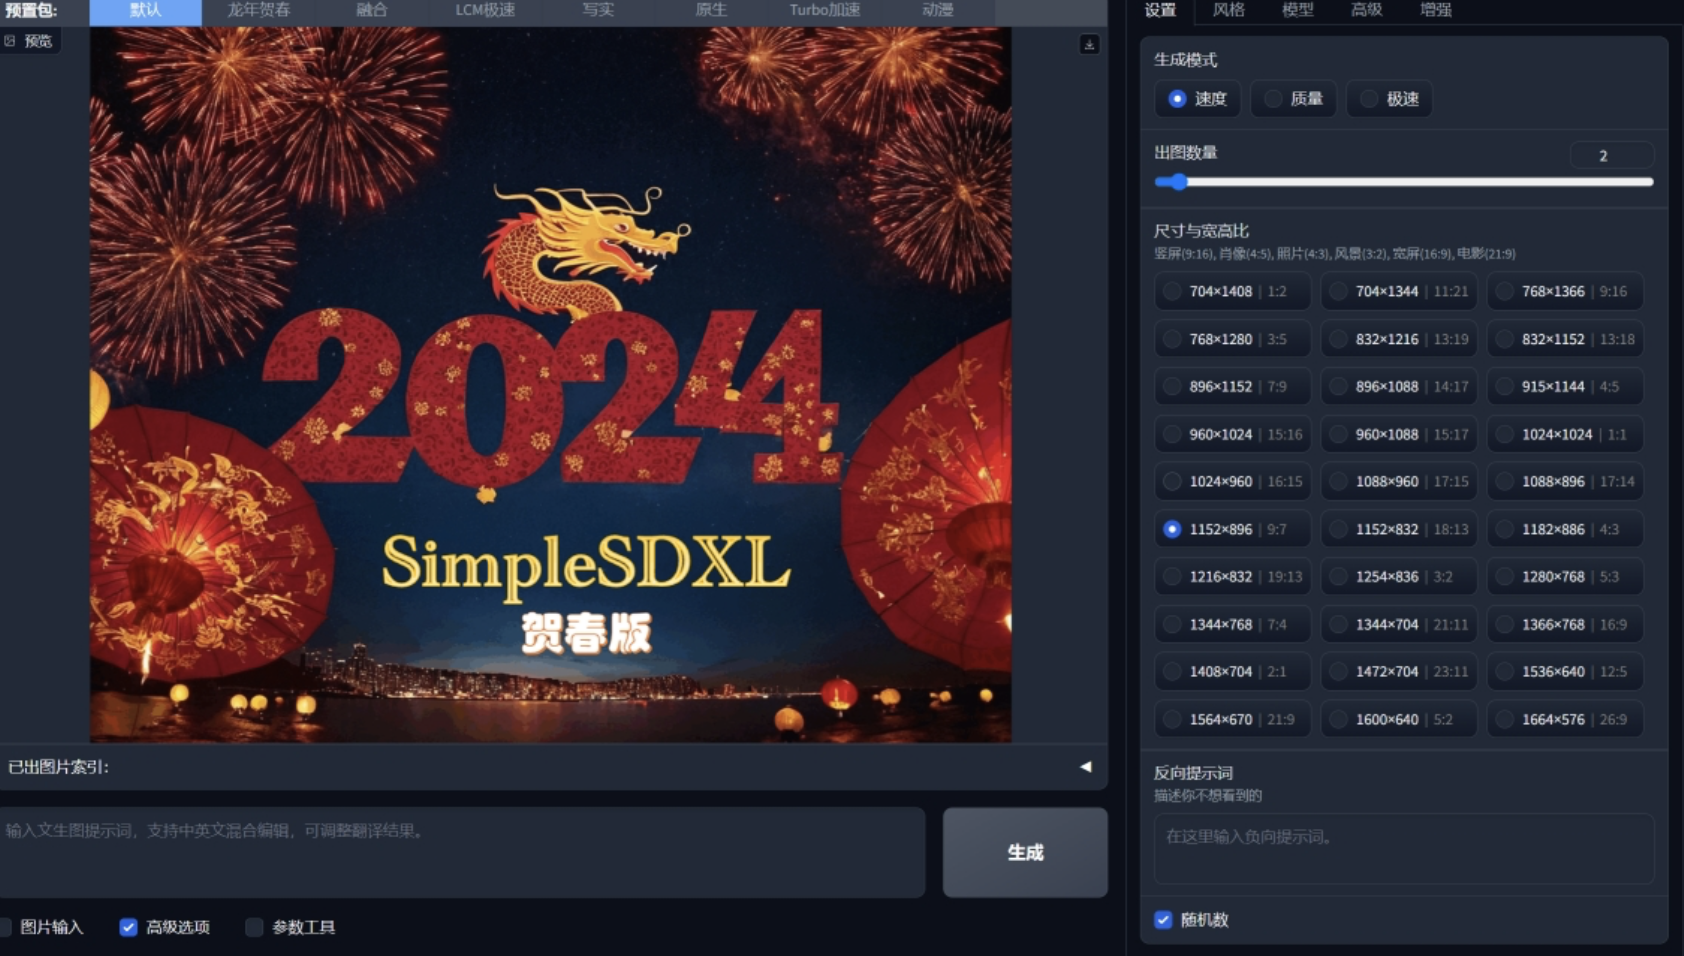 预置包: 默认 龙年贺春 融合 LCM极速 写实 原生 Turbo加速 动漫
预览
2024
SimpleSDXL
贺春版
已出图片索引:
输入文生图提示词，支持中英文混合编辑，可调整翻译结果。
生成
图片输入 高级选项 参数工具
设置 风格 模型 高级 增强
生成模式
速度 质量 极速
出图数量 2
尺寸与宽高比
竖屏(9:16), 肖像(4:5), 照片(4:3), 风景(3:2), 宽屏(16:9), 电影(21:9)
704×1408 | 1:2 704×1344 | 11:21 768×1366 | 9:16
768×1280 | 3:5 832×1216 | 13:19 832×1152 | 13:18
896×1152 | 7:9 896×1088 | 14:17 915×1144 | 4:5
960×1024 | 15:16 960×1088 | 15:17 1024×1024 | 1:1
1024×960 | 16:15 1088×960 | 17:15 1088×896 | 17:14
1152×896 | 9:7 1152×832 | 18:13 1182×886 | 4:3
1216×832 | 19:13 1254×836 | 3:2 1280×768 | 5:3
1344×768 | 7:4 1344×704 | 21:11 1366×768 | 16:9
1408×704 | 2:1 1472×704 | 23:11 1536×640 | 12:5
1564×670 | 21:9 1600×640 | 5:2 1664×576 | 26:9
反向提示词
描述你不想看到的
在这里输入负向提示词。
随机数